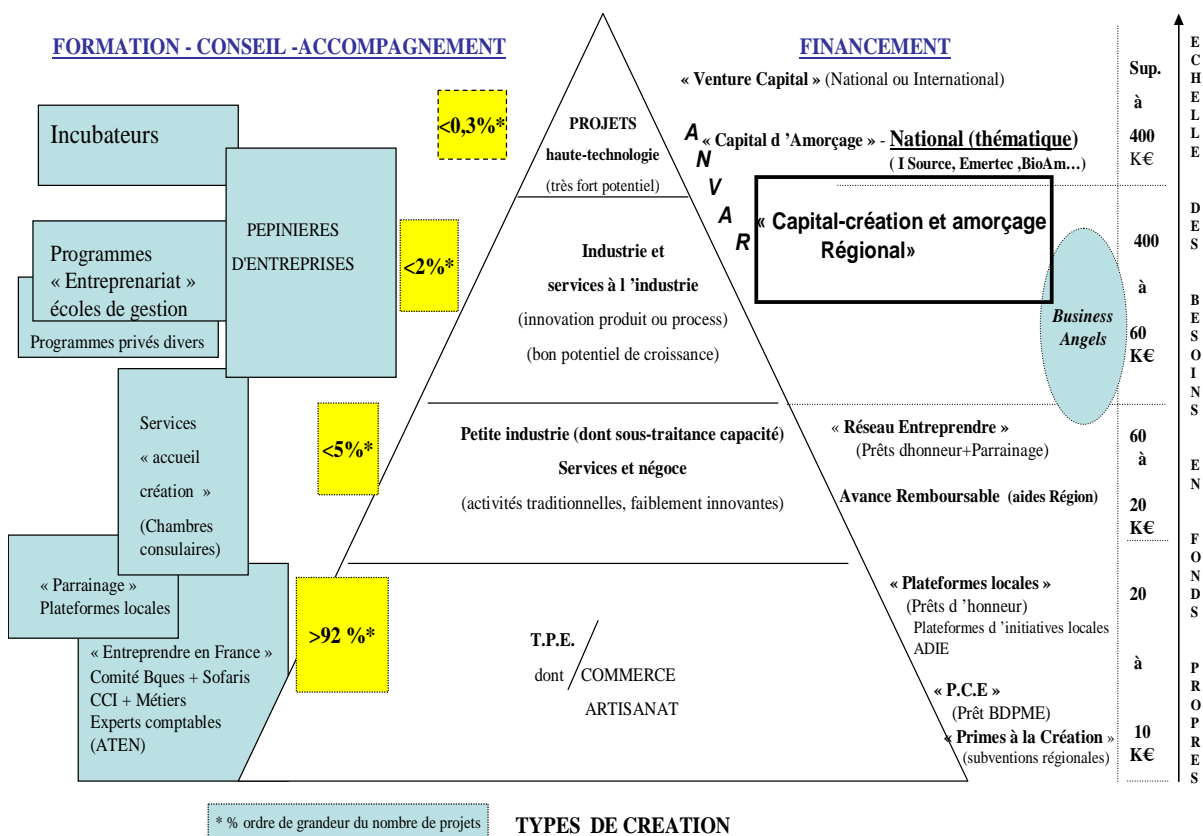 FORMATION - CONSEIL -ACCOMPAGNEMENT
Incubateurs
PEPINIERES
D'ENTREPRISES
Programmes
« Entreprenariat »
écoles de gestion
Programmes privés divers
Services
« accueil
création »
(Chambres
consulaires)
« Parrainage »
Plateformes locales
« Entreprendre en France »
Comité Bques + Sofaris
CCI + Métiers
Experts comptables
(ATEN)
<0,3%*
<2%*
<5%*
>92 %*
PROJETS
haute-technologie
(très fort potentiel)
Industrie et
services à l 'industrie
(innovation produit ou process)
(bon potentiel de croissance)
Petite industrie (dont sous-traitance capacité)
Services et négoce
(activités traditionnelles, faiblement innovantes)
T.P.E.
dont / COMMERCE
ARTISANAT
FINANCEMENT
« Venture Capital » (National ou International)
ANVAR
« Capital d 'Amorçage » - National (thématique)
( I Source, Emertec ,BioAm…)
« Capital-création et amorçage
Régional»
Business
Angels
« Réseau Entreprendre »
(Prêts dhonneur+Parrainage)
Avance Remboursable (aides Région)
« Plateformes locales »
(Prêts d 'honneur)
Plateformes d 'initiatives locales
ADIE
« P.C.E »
(Prêt BDPME)
« Primes à la Création »
(subventions régionales)
Sup.
à
400
K€
400
à
60
K€
60
à
20
K€
20
à
10
K€
ECHELLE DES BESOINS EN FONDS PROPRES
* % ordre de grandeur du nombre de projets
TYPES DE CREATION